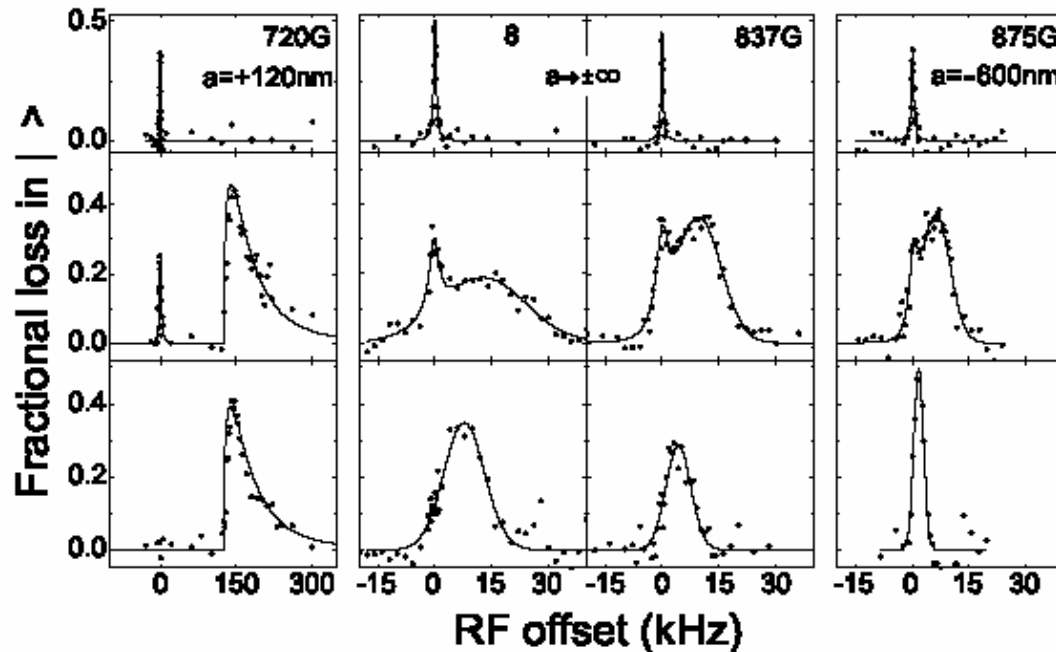 0.5 720G 8 837G 875G
a=+120nm a→±∞ a=-600nm
0.0
0.4
0.2
0.0
0.4
0.2
0.0
0 150 300 -15 0 15 30 -15 0 15 30 -15 0 15 30
RF offset (kHz)
Fractional loss in | >